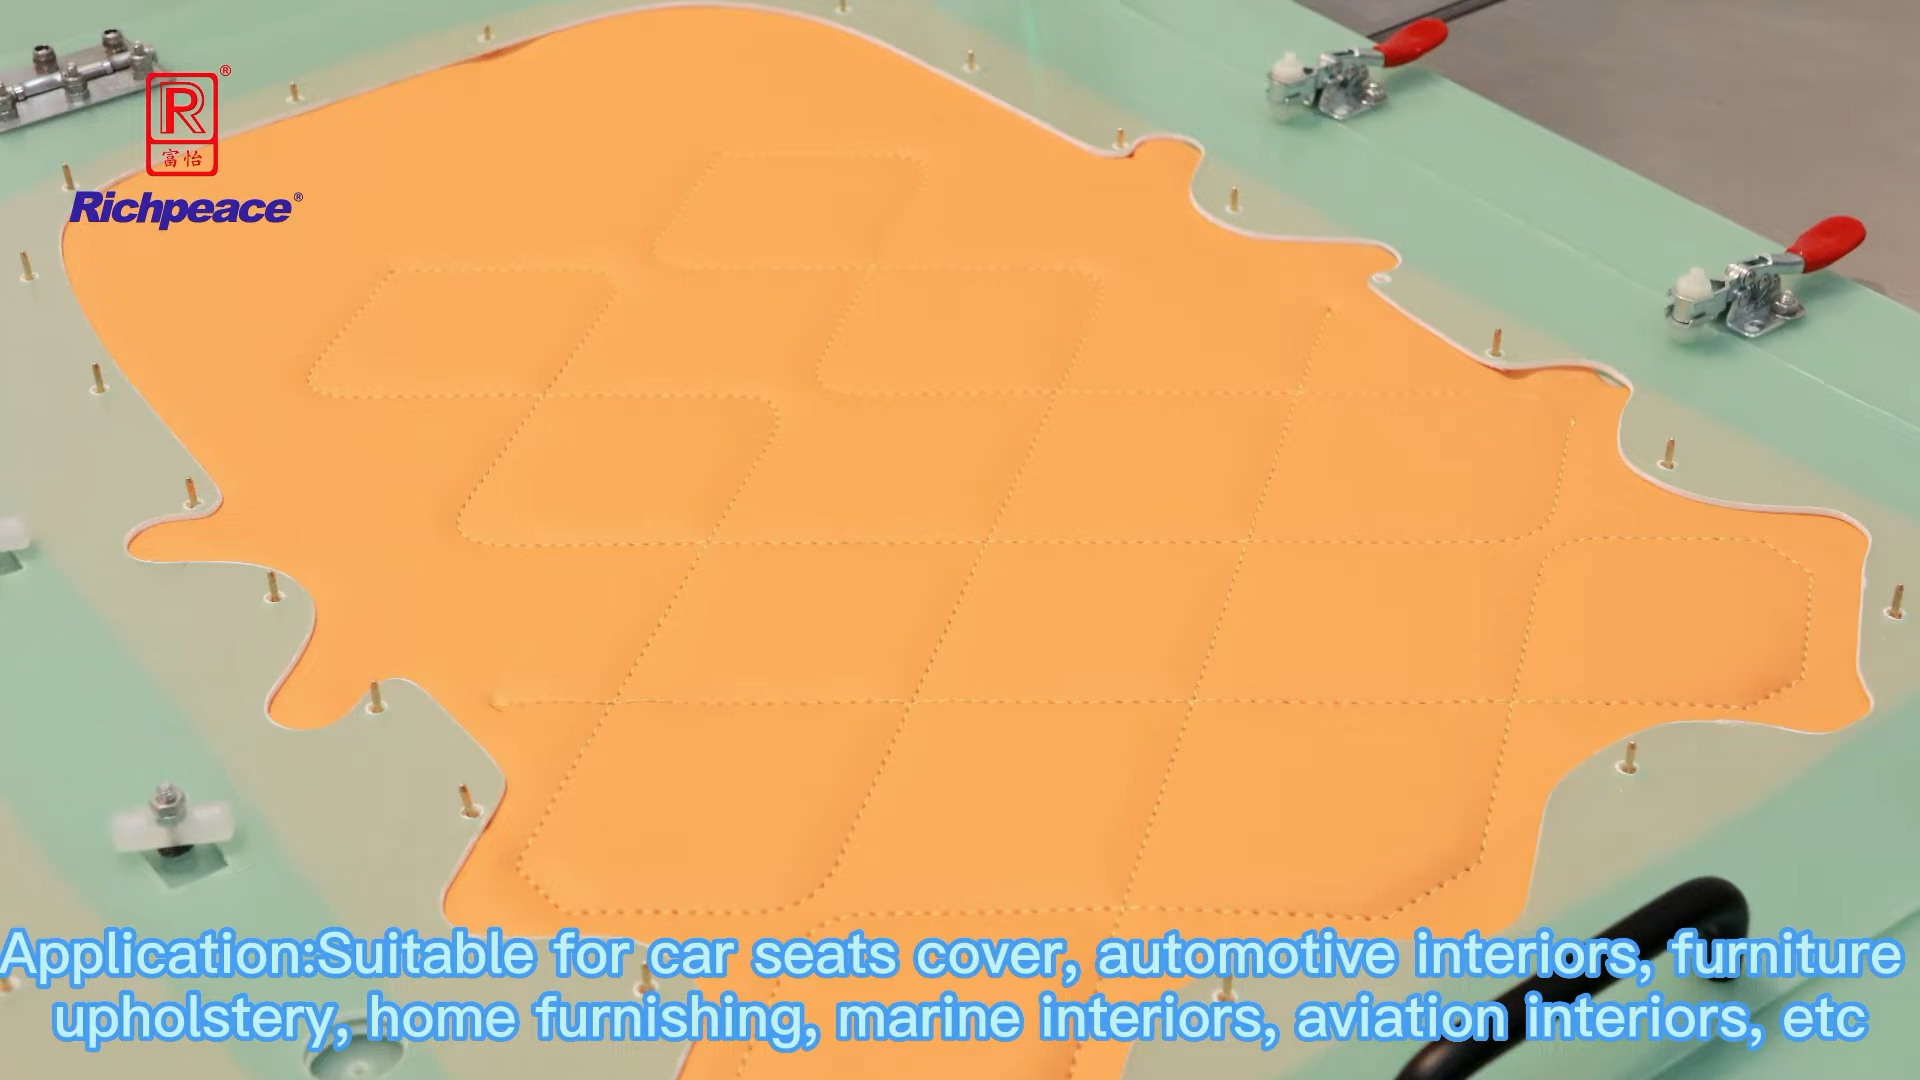 R®
富怡
Richpeace®
Application:Suitable for car seats cover, automotive interiors, furniture
upholstery, home furnishing, marine interiors, aviation interiors, etc